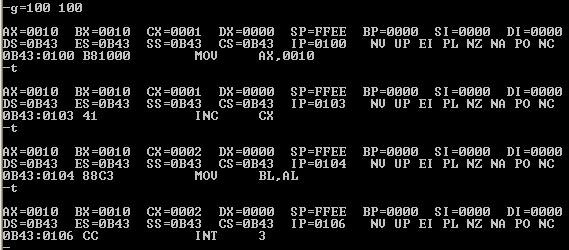 -g=100 100
AX=0010 BX=0010 CX=0001 DX=0000 SP=FFEE BP=0000 SI=0000 DI=0000
DS=0B43 ES=0B43 SS=0B43 CS=0B43 IP=0100 NV UP EI PL NZ NA PO NC
0B43:0100 B81000 MOV AX,0010
-t
AX=0010 BX=0010 CX=0001 DX=0000 SP=FFEE BP=0000 SI=0000 DI=0000
DS=0B43 ES=0B43 SS=0B43 CS=0B43 IP=0103 NV UP EI PL NZ NA PO NC
0B43:0103 41 INC CX
-t
AX=0010 BX=0010 CX=0002 DX=0000 SP=FFEE BP=0000 SI=0000 DI=0000
DS=0B43 ES=0B43 SS=0B43 CS=0B43 IP=0104 NV UP EI PL NZ NA PO NC
0B43:0104 88C3 MOV BL,AL
-t
AX=0010 BX=0010 CX=0002 DX=0000 SP=FFEE BP=0000 SI=0000 DI=0000
DS=0B43 ES=0B43 SS=0B43 CS=0B43 IP=0106 NV UP EI PL NZ NA PO NC
0B43:0106 CC INT 3
-